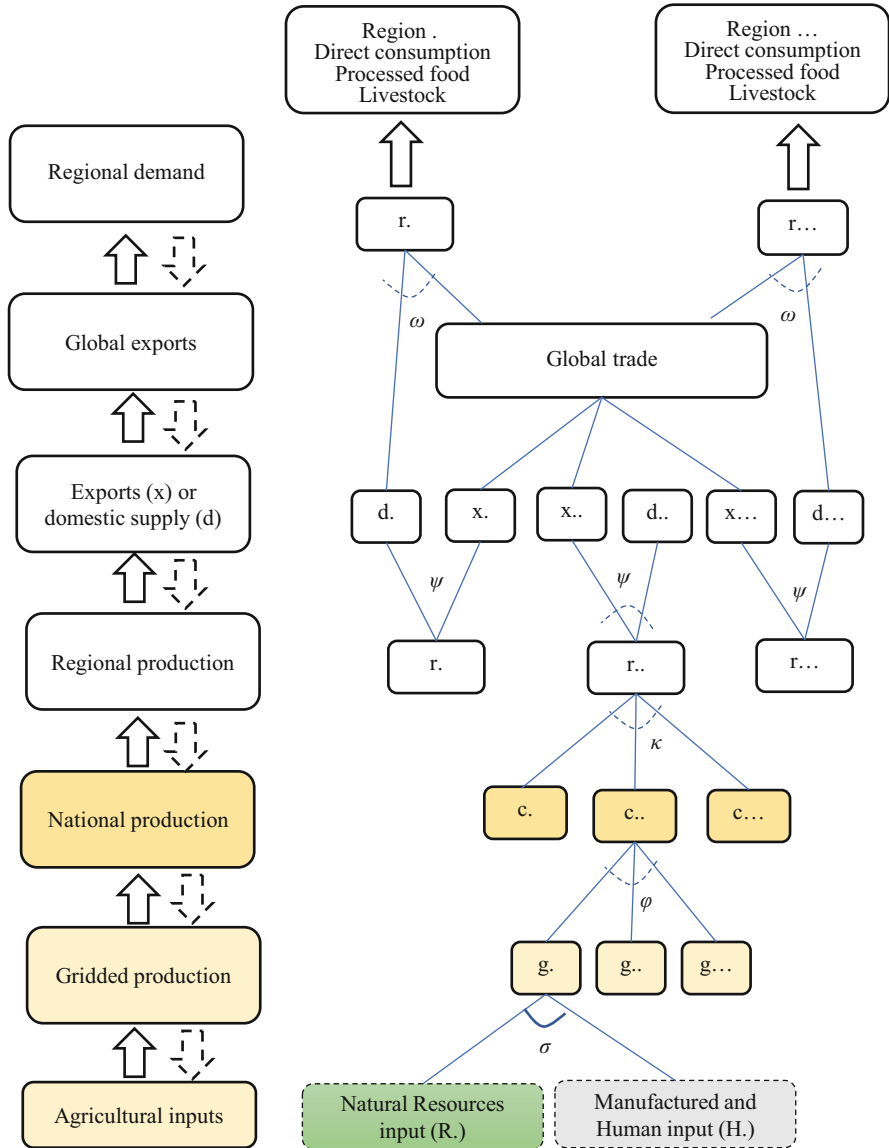 Region .
Direct consumption
Processed food
Livestock
Region …
Direct consumption
Processed food
Livestock
Regional demand
r.
r…
ω
ω
Global exports
Global trade
Exports (x) or
domestic supply (d)
d.
x.
x..
d..
x…
d…
ψ
ψ
ψ
Regional production
r.
r..
r…
κ
National production
c.
c..
c…
φ
Gridded production
g.
g..
g…
σ
Agricultural inputs
Natural Resources
input (R.)
Manufactured and
Human input (H.)